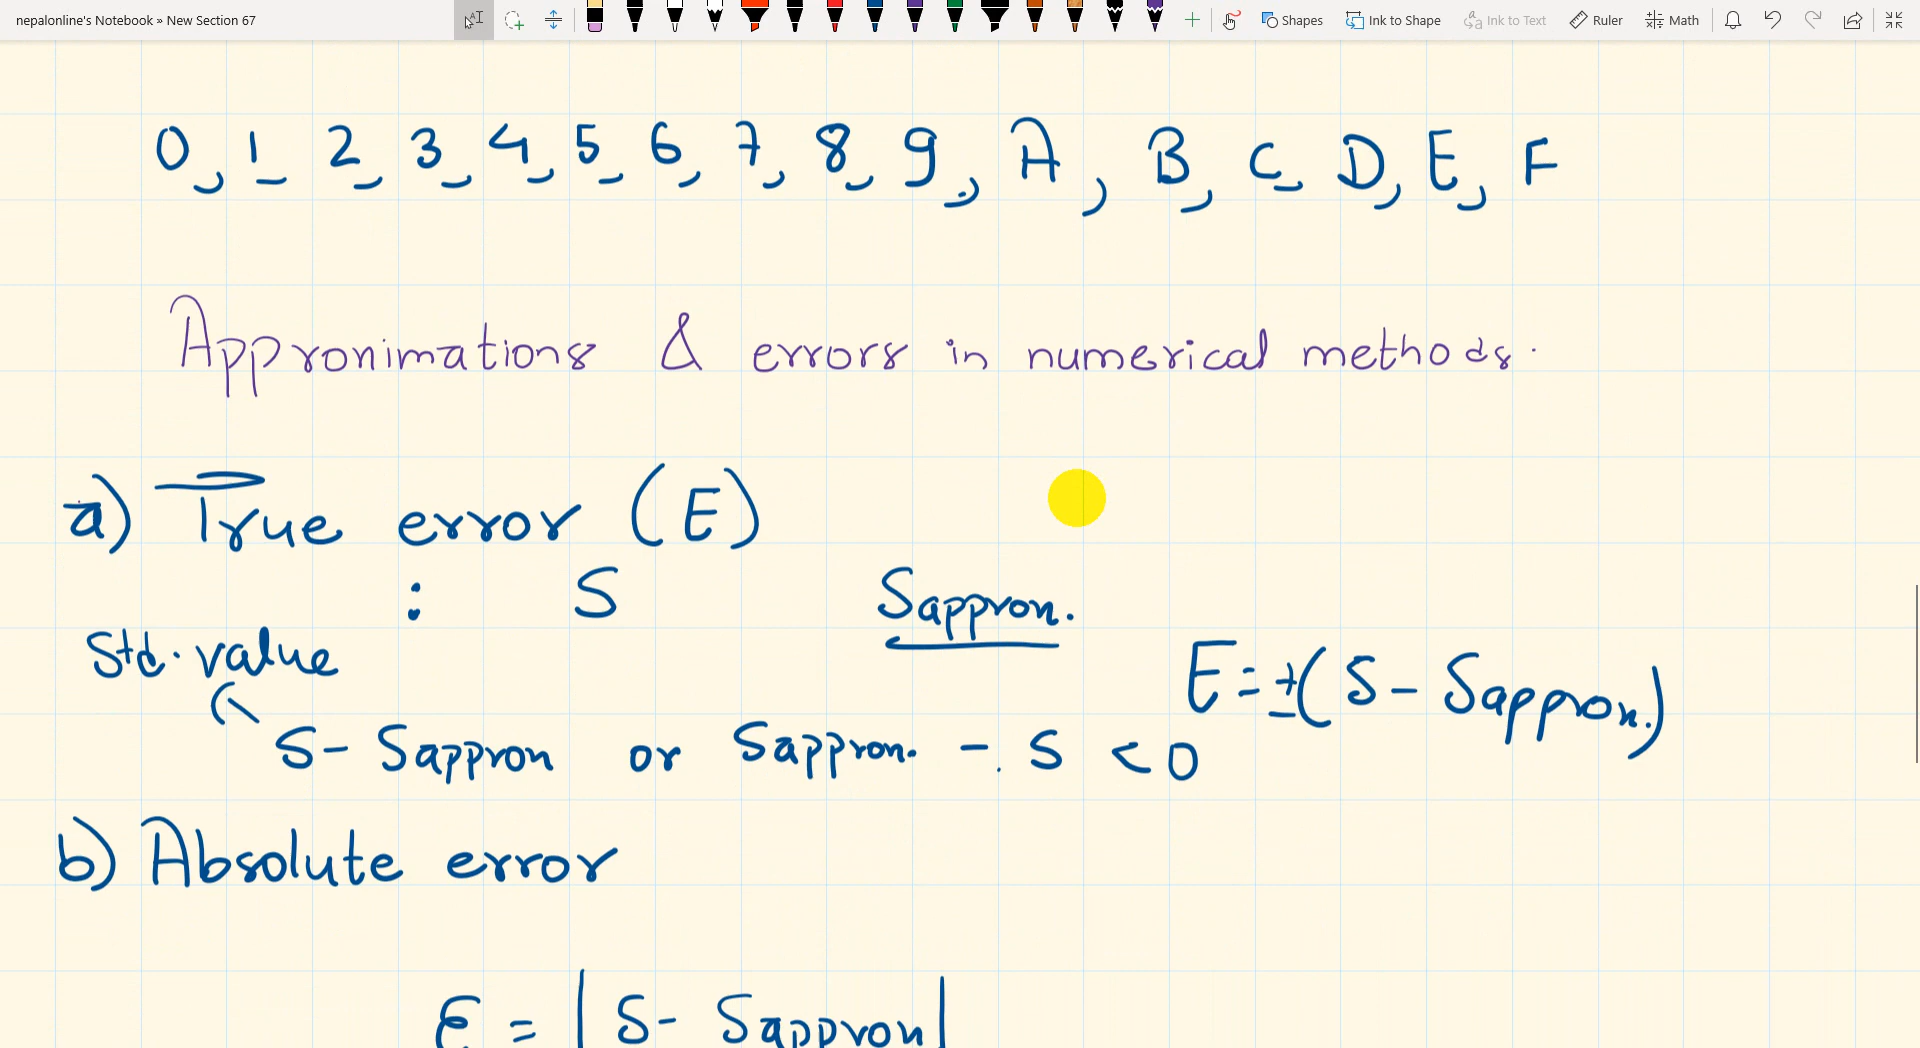 nepalonline's Notebook » New Section 67
Shapes Ink to Shape Ink to Text Ruler Math
0, 1, 2, 3, 4, 5, 6, 7, 8, 9, A, B, C, D, E, F
Approximations & errors in numerical methods.
a) True error (E)
: S Sapprox.
Std. value
E = ±(S - Sapprox.)
S - Sapprox or Sapprox. - S < 0
b) Absolute error
E = |S - Sapprox|